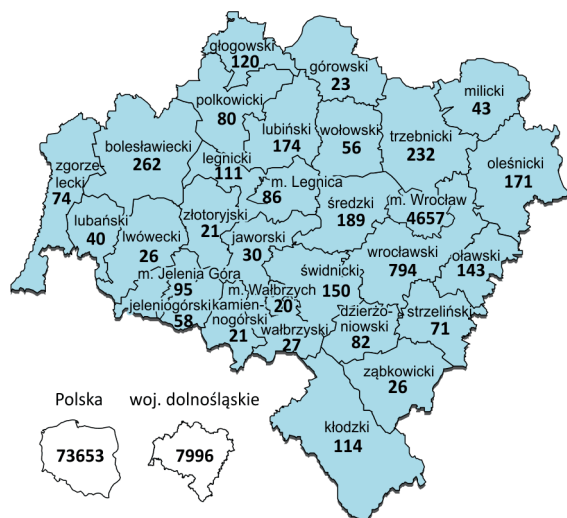 głogowski
120
górowski
23
milicki
43
polkowicki
80
lubiński
174
wołowski
56
trzebnicki
232
bolesławiecki
262
legnicki
111
oleśnicki
171
zgorze-
lecki
74
m. Legnica
86
średzki
189
m. Wrocław
4657
lubański
40
lwówecki
26
złotoryjski
21
jaworski
30
wrocławski
794
oławski
143
m. Jelenia Góra
95
m. Wałbrzych
20
świdnicki
150
jeleniogórski
58
kamien-
nogórski
21
wałbrzyski
27
dzierżo-
niowski
82
strzeliński
71
ząbkowicki
26
kłodzki
114
Polska
73653
woj. dolnośląskie
7996